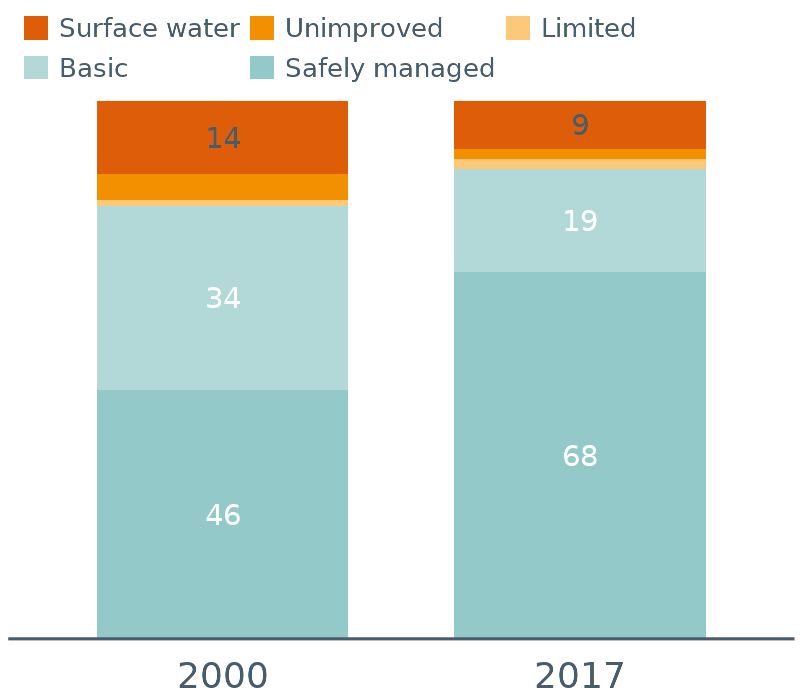 Surface water Unimproved Limited
Basic Safely managed
14 9
34 19
46 68
2000 2017